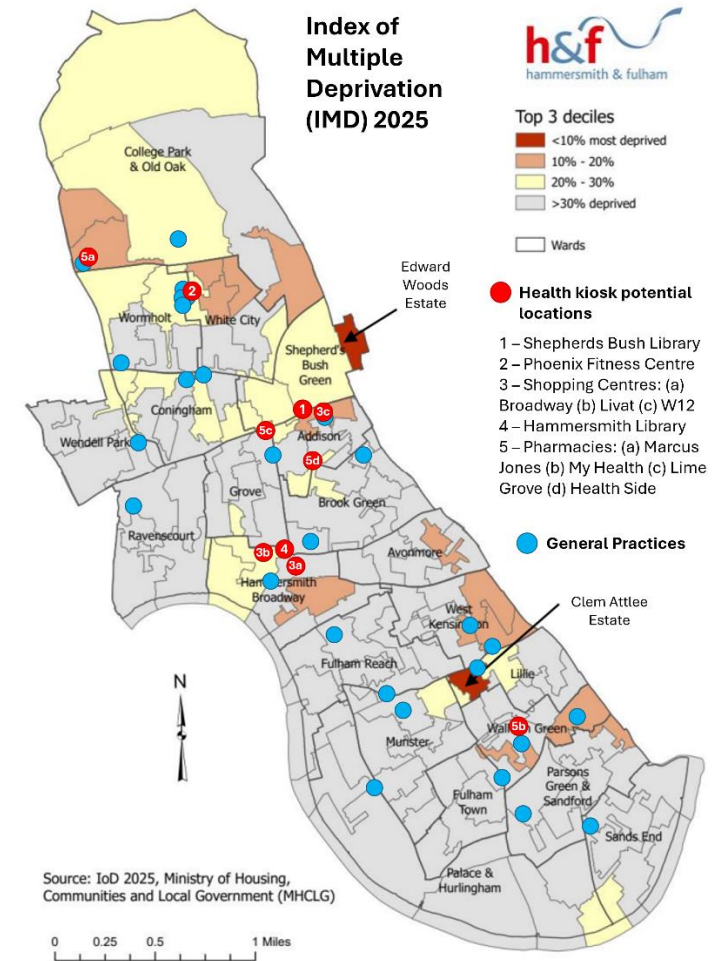 Index of
Multiple
Deprivation
(IMD) 2025
h&f
hammersmith & fulham
Top 3 deciles
<10% most deprived
10% - 20%
20% - 30%
>30% deprived
Wards
Health kiosk potential
locations
1 – Shepherds Bush Library
2 – Phoenix Fitness Centre
3 – Shopping Centres: (a)
Broadway (b) Livat (c) W12
4 – Hammersmith Library
5 – Pharmacies: (a) Marcus
Jones (b) My Health (c) Lime
Grove (d) Health Side
General Practices
College Park
& Old Oak
5a
Edward
Woods
Estate
2
Wormholt
White City
Shepherd's
Bush
Green
1
3c
Coningham
5c
Addison
Wendell Park
5d
Grove
Brook Green
Ravenscourt
Avonmore
3b
4
3a
Hammersmith
Broadway
Clem Attlee
Estate
West
Kensington
Fulham Reach
Lillie
N
5b
Walham Green
Munster
Parsons
Green &
Sandford
Fulham
Town
Sands End
Palace &
Hurlingham
Source: IoD 2025, Ministry of Housing,
Communities and Local Government (MHCLG)
0 0.25 0.5 1 Miles